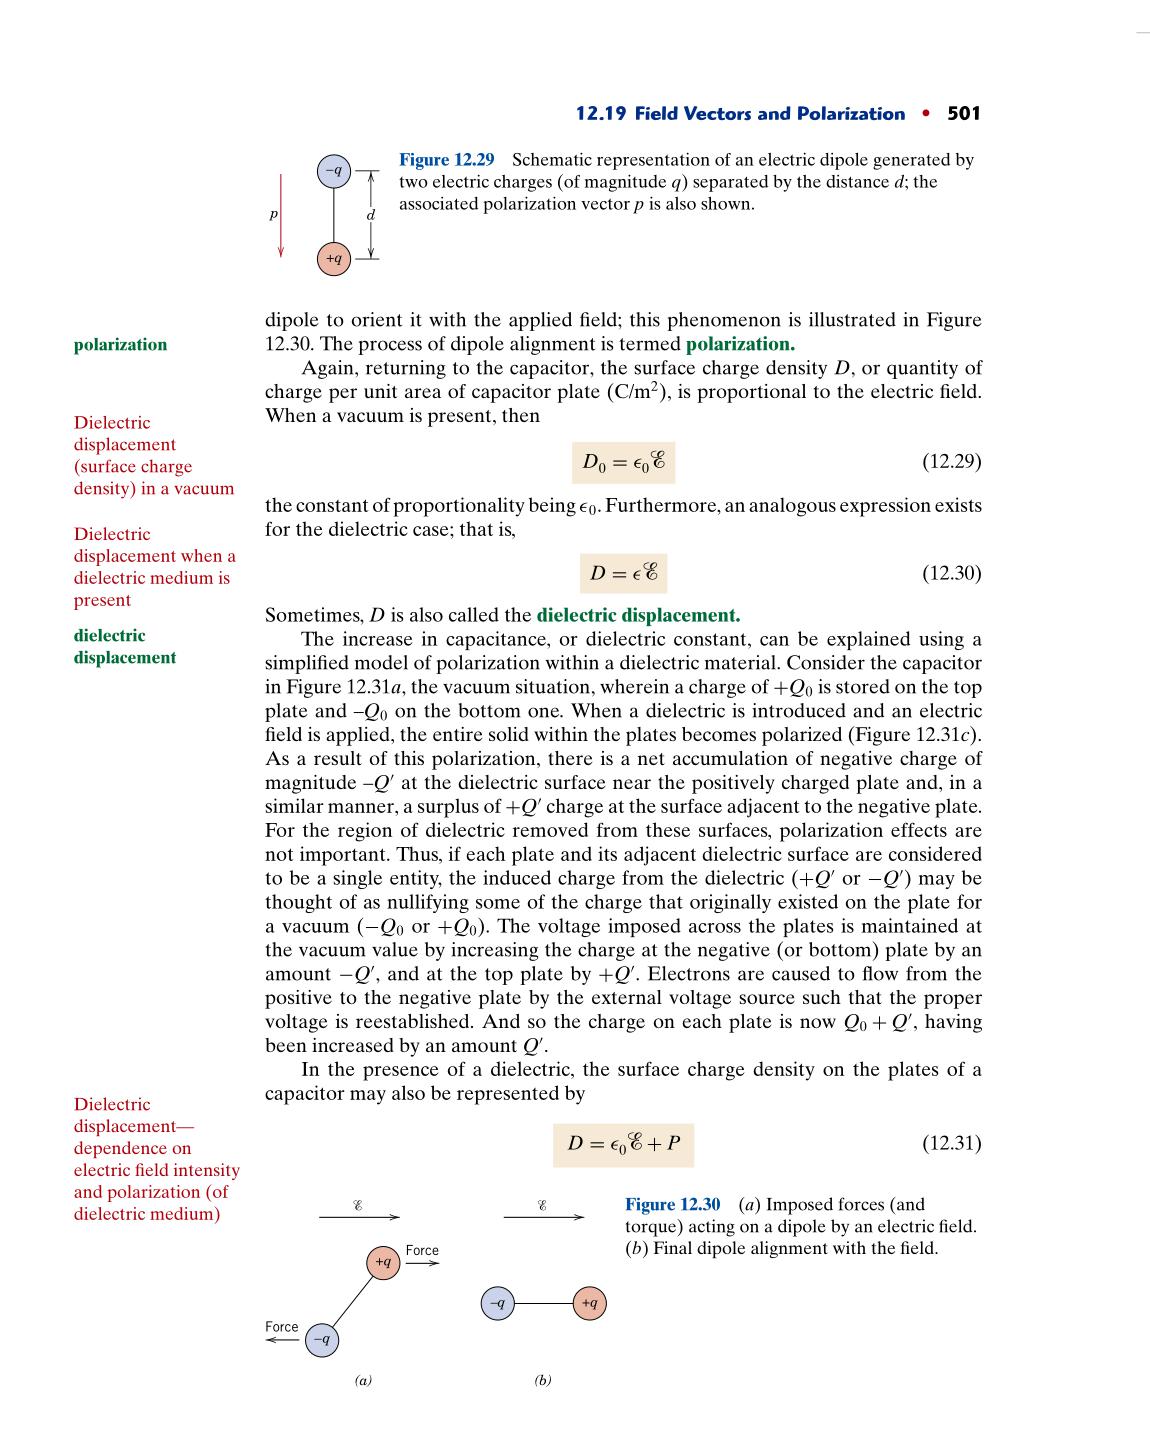 12.19 Field Vectors and Polarization • 501
Figure 12.29 Schematic representation of an electric dipole generated by
two electric charges (of magnitude q) separated by the distance d; the
associated polarization vector p is also shown.
–q
p
d
+q
dipole to orient it with the applied field; this phenomenon is illustrated in Figure
polarization
12.30. The process of dipole alignment is termed polarization.
Again, returning to the capacitor, the surface charge density D, or quantity of
charge per unit area of capacitor plate (C/m²), is proportional to the electric field.
When a vacuum is present, then
Dielectric
displacement
(surface charge
density) in a vacuum
D₀ = ϵ₀ℰ (12.29)
the constant of proportionality being ϵ₀. Furthermore, an analogous expression exists
for the dielectric case; that is,
Dielectric
displacement when a
dielectric medium is
present
D = ϵℰ (12.30)
Sometimes, D is also called the dielectric displacement.
dielectric
displacement
The increase in capacitance, or dielectric constant, can be explained using a
simplified model of polarization within a dielectric material. Consider the capacitor
in Figure 12.31a, the vacuum situation, wherein a charge of +Q₀ is stored on the top
plate and –Q₀ on the bottom one. When a dielectric is introduced and an electric
field is applied, the entire solid within the plates becomes polarized (Figure 12.31c).
As a result of this polarization, there is a net accumulation of negative charge of
magnitude –Q′ at the dielectric surface near the positively charged plate and, in a
similar manner, a surplus of +Q′ charge at the surface adjacent to the negative plate.
For the region of dielectric removed from these surfaces, polarization effects are
not important. Thus, if each plate and its adjacent dielectric surface are considered
to be a single entity, the induced charge from the dielectric (+Q′ or −Q′) may be
thought of as nullifying some of the charge that originally existed on the plate for
a vacuum (−Q₀ or +Q₀). The voltage imposed across the plates is maintained at
the vacuum value by increasing the charge at the negative (or bottom) plate by an
amount −Q′, and at the top plate by +Q′. Electrons are caused to flow from the
positive to the negative plate by the external voltage source such that the proper
voltage is reestablished. And so the charge on each plate is now Q₀ + Q′, having
been increased by an amount Q′.
In the presence of a dielectric, the surface charge density on the plates of a
capacitor may also be represented by
Dielectric
displacement—
dependence on
electric field intensity
and polarization (of
dielectric medium)
D = ϵ₀ℰ + P (12.31)
Figure 12.30 (a) Imposed forces (and
torque) acting on a dipole by an electric field.
(b) Final dipole alignment with the field.
ℰ
+q
Force
Force
–q
(a)
ℰ
–q
+q
(b)